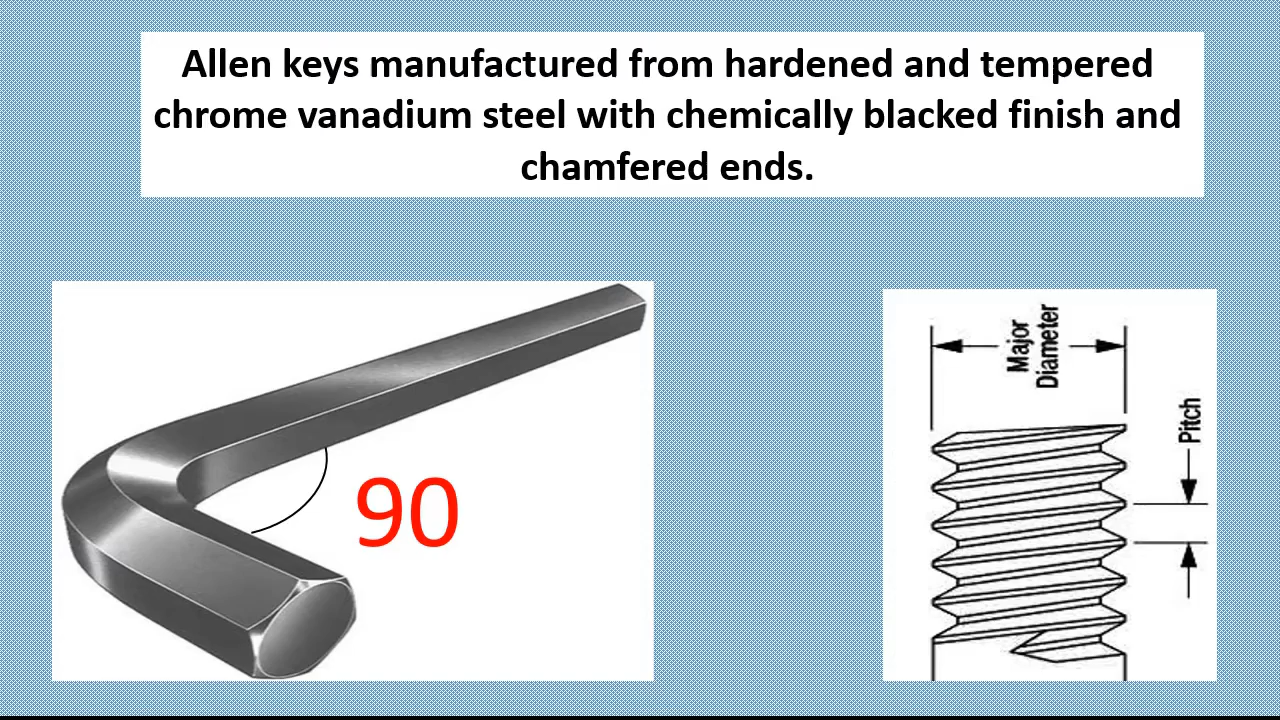 Allen keys manufactured from hardened and tempered
chrome vanadium steel with chemically blacked finish and
chamfered ends.
90
Major
Diameter
Pitch